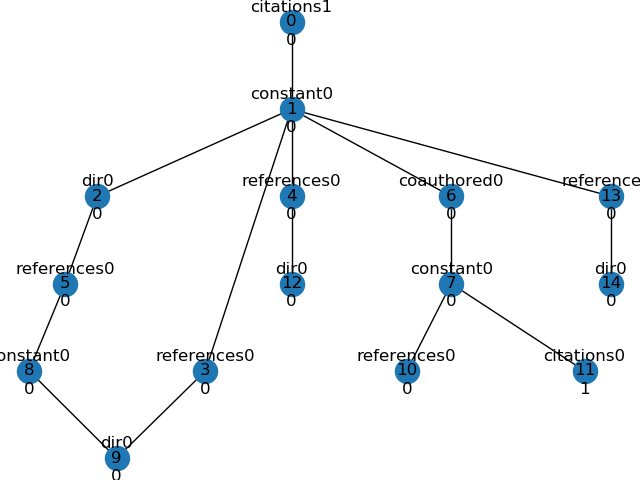 citations1
0
0
constant0
1
0
dir0
2
0
references0
4
0
coauthored0
6
0
reference
13
0
references0
5
0
dir0
12
0
constant0
7
0
dir0
14
0
onstant0
8
0
references0
3
0
references0
10
0
citations0
11
1
dir0
9
0